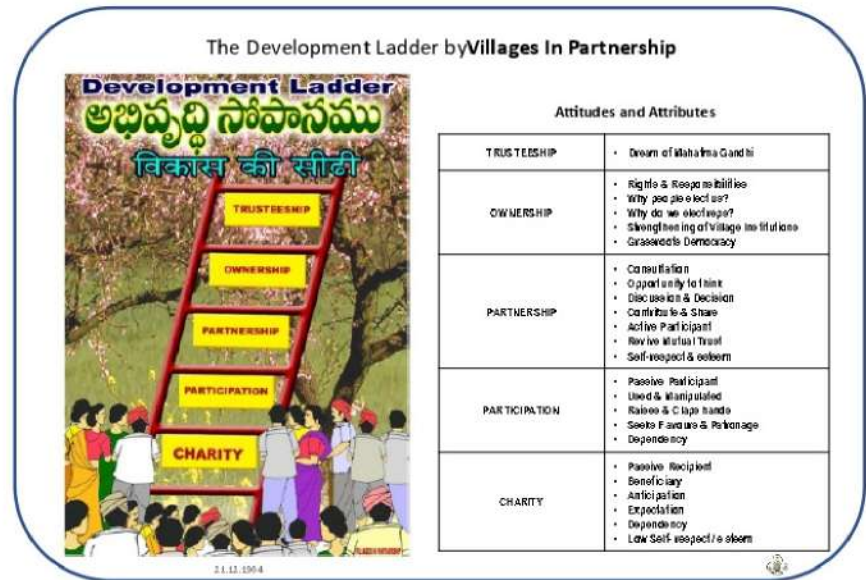 The Development Ladder by Villages In Partnership
Development Ladder
అభివృద్ధి సోపానము
विकास की सीढी
TRUSTEESHIP
OWNERSHIP
PARTNERSHIP
PARTICIPATION
CHARITY
21.12.1994
Attitudes and Attributes
TRUSTEESHIP
• Dream of Mahatma Gandhi
OWNERSHIP
• Rights & Responsibilities
• Why people elect us?
• Why do we elect reps?
• Strengthening of Village Institutions
• Grassroots Democracy
PARTNERSHIP
• Consultation
• Opportunity to think
• Discussion & Decision
• Contribute & Share
• Active Participant
• Revive Mutual Trust
• Self-respect & esteem
PARTICIPATION
• Passive Participant
• Used & Manipulated
• Raises & Claps hands
• Seeks Favours & Patronage
• Dependency
CHARITY
• Passive Recipient
• Beneficiary
• Anticipation
• Expectation
• Dependency
• Low Self-respect/esteem